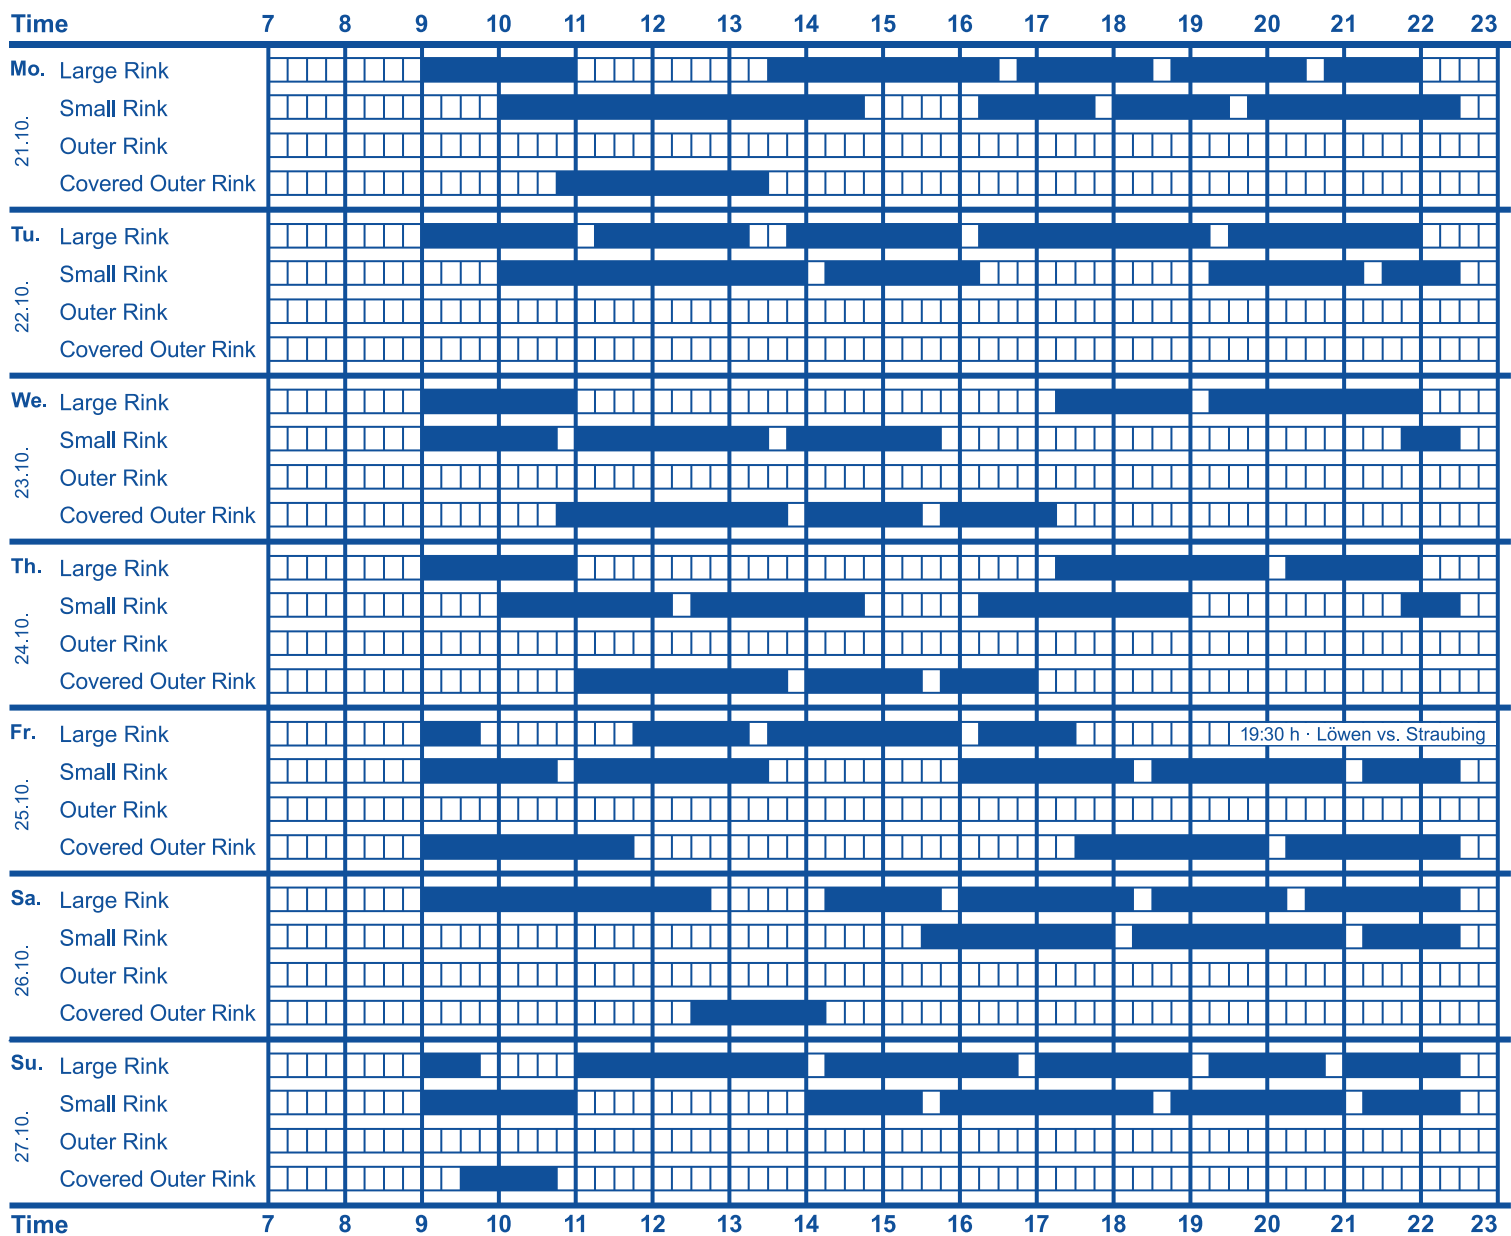 Time 7 8 9 10 11 12 13 14 15 16 17 18 19 20 21 22 23
Mo. Large Rink
Small Rink
21.10.
Outer Rink
Covered Outer Rink
Tu. Large Rink
Small Rink
22.10.
Outer Rink
Covered Outer Rink
We. Large Rink
Small Rink
23.10.
Outer Rink
Covered Outer Rink
Th. Large Rink
Small Rink
24.10.
Outer Rink
Covered Outer Rink
Fr. Large Rink 19:30 h · Löwen vs. Straubing
Small Rink
25.10.
Outer Rink
Covered Outer Rink
Sa. Large Rink
Small Rink
26.10.
Outer Rink
Covered Outer Rink
Su. Large Rink
Small Rink
27.10.
Outer Rink
Covered Outer Rink
Time 7 8 9 10 11 12 13 14 15 16 17 18 19 20 21 22 23